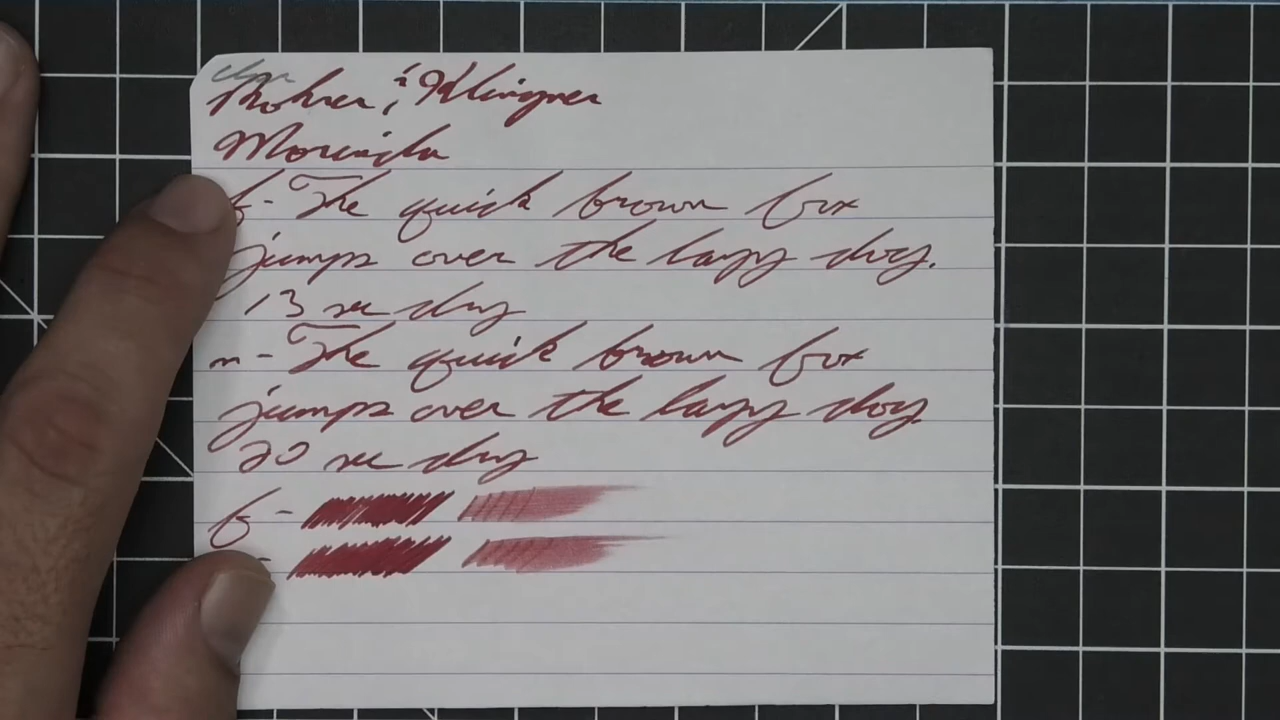 Rohrer & Klingner
Morinda
f- The quick brown fox
jumps over the lazy dog.
13 sec dry
m - The quick brown fox
jumps over the lazy dog.
20 sec dry
f -
-